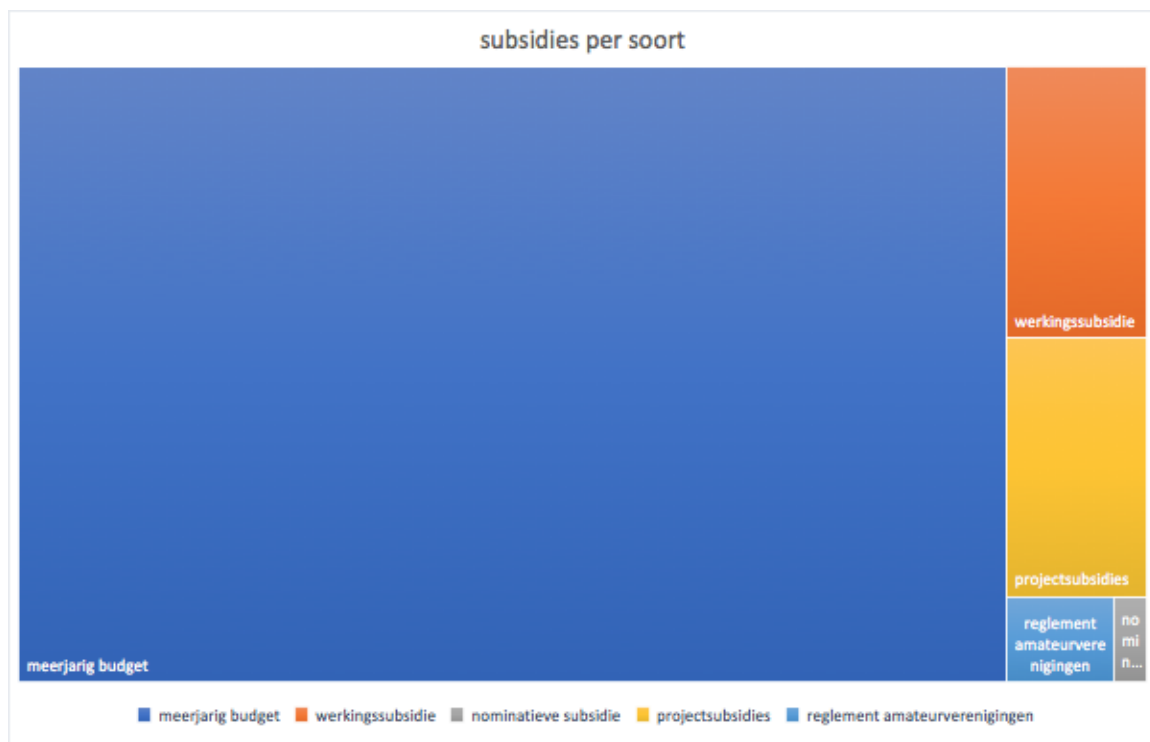 subsidies per soort
werkingssubsidie
projectsubsidies
reglement
amateurvere
nigingen
no
mi
n...
meerjarig budget
meerjarig budget werkingssubsidie nominatieve subsidie projectsubsidies reglement amateurverenigingen